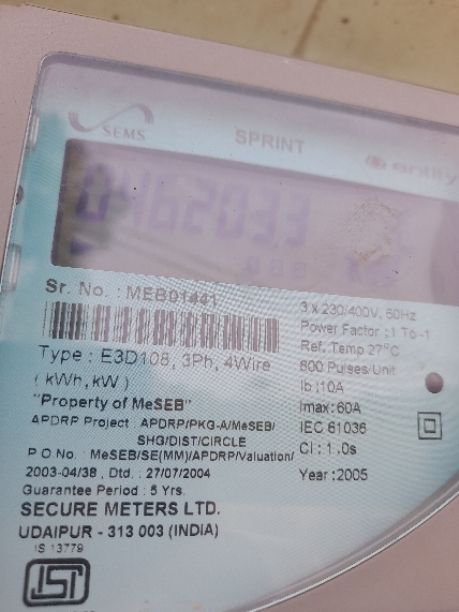 SEMS
SPRINT
entity
046203.3
Sr. No. : MEB01441
Type : E3D108, 3Ph, 4Wire
( kWh, kW )
"Property of MeSEB"
APDRP Project : APDRP/PKG-A/MeSEB/
SHG/DIST/CIRCLE
P O No. : MeSEB/SE(MM)/APDRP/Valuation/
2003-04/38 , Dtd. : 27/07/2004
Guarantee Period : 5 Yrs.
SECURE METERS LTD.
UDAIPUR - 313 003 (INDIA)
IS 13779
ISI
3 x 230/400V, 50Hz
Power Factor : 1 To -1
Ref. Temp 27°C
800 Pulses/Unit
Ib :10A
Imax: 60A
IEC 61036
Cl : 1.0s
Year : 2005